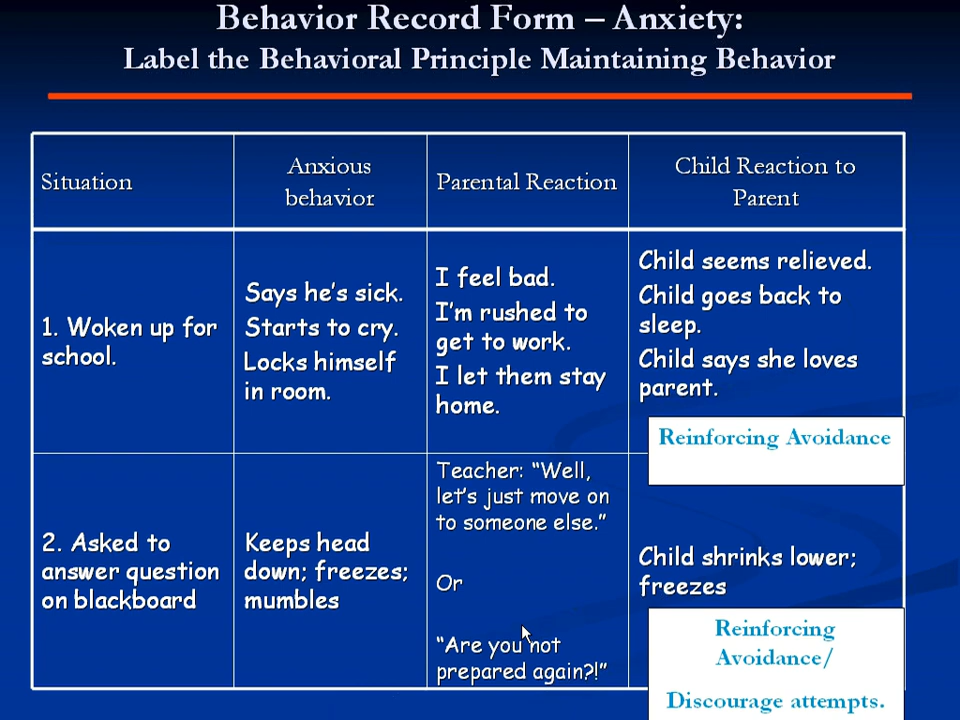 Behavior Record Form – Anxiety:
Label the Behavioral Principle Maintaining Behavior
Situation
Anxious
behavior
Parental Reaction
Child Reaction to
Parent
1. Woken up for
school.
Says he's sick.
Starts to cry.
Locks himself
in room.
I feel bad.
I'm rushed to
get to work.
I let them stay
home.
Child seems relieved.
Child goes back to
sleep.
Child says she loves
parent.
Reinforcing Avoidance
2. Asked to
answer question
on blackboard
Keeps head
down; freezes;
mumbles
Teacher: "Well,
let's just move on
to someone else."
Or
"Are you not
prepared again?!"
Child shrinks lower;
freezes
Reinforcing
Avoidance/
Discourage attempts.